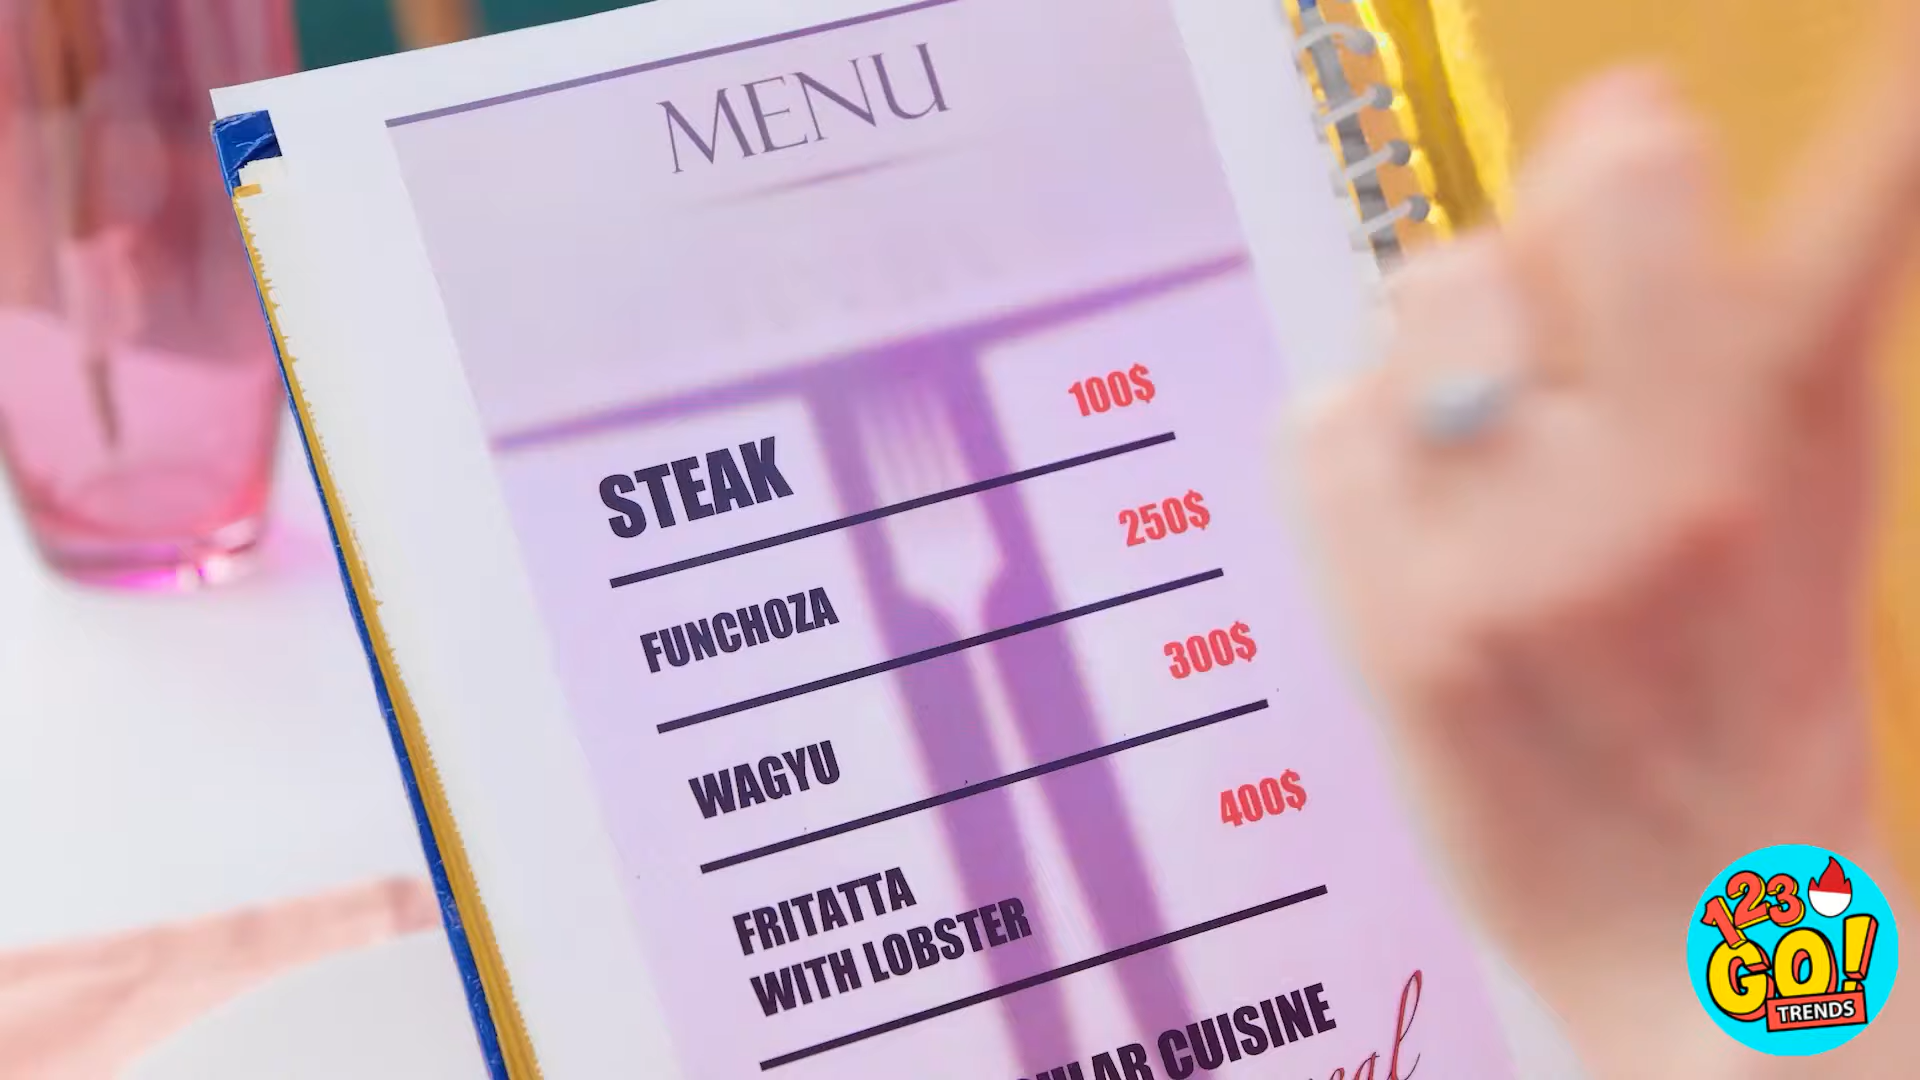 MENU
STEAK 100$
FUNCHOZA 250$
WAGYU 300$
FRITATTA 400$
WITH LOBSTER
CUISINE
123
GO!
TRENDS